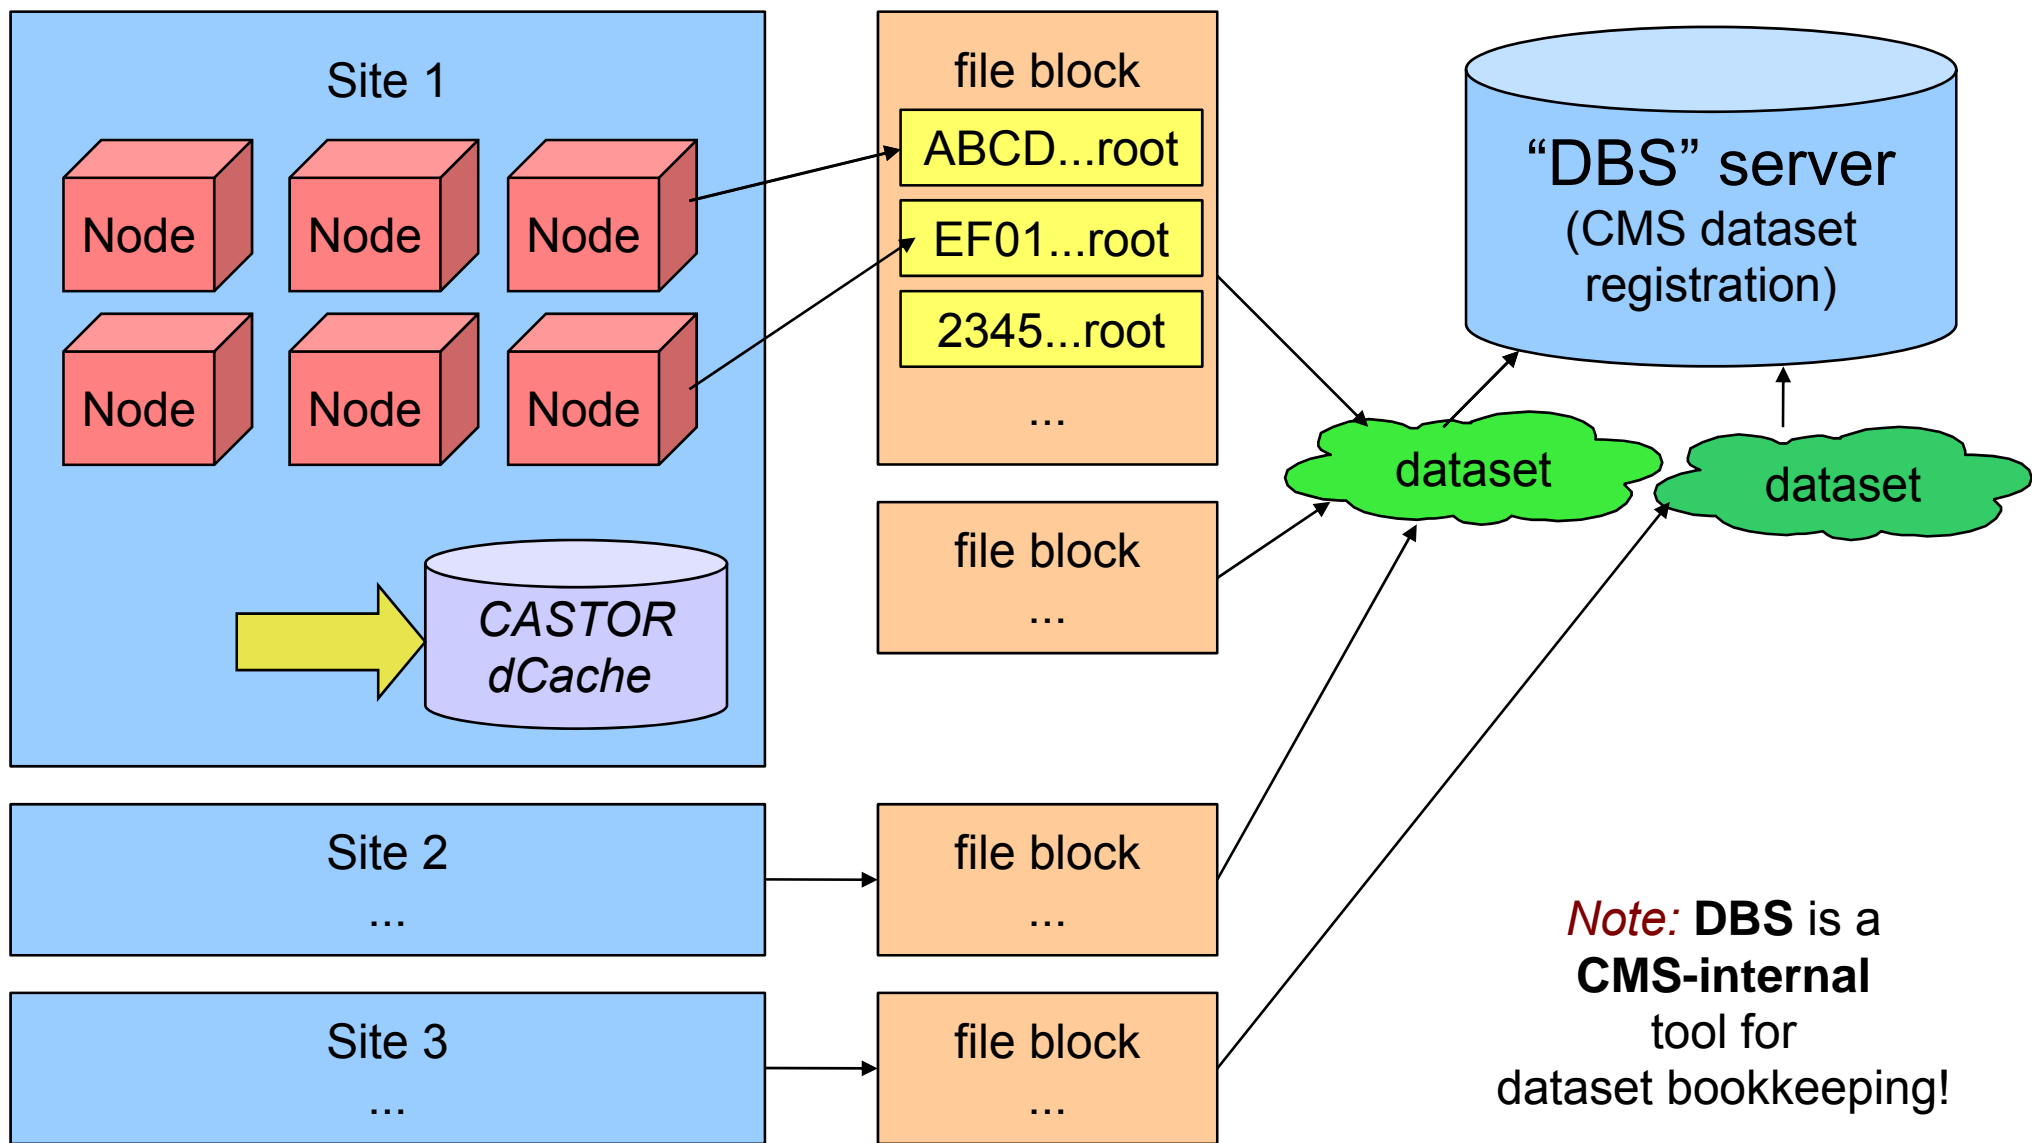 Site 1
Node
Node
Node
Node
Node
Node
CASTOR
dCache
Site 2
...
Site 3
...
file block
ABCD...root
EF01...root
2345...root
...
file block
...
file block
...
file block
...
“DBS” server
(CMS dataset
registration)
dataset
dataset
Note: DBS is a
CMS-internal
tool for
dataset bookkeeping!